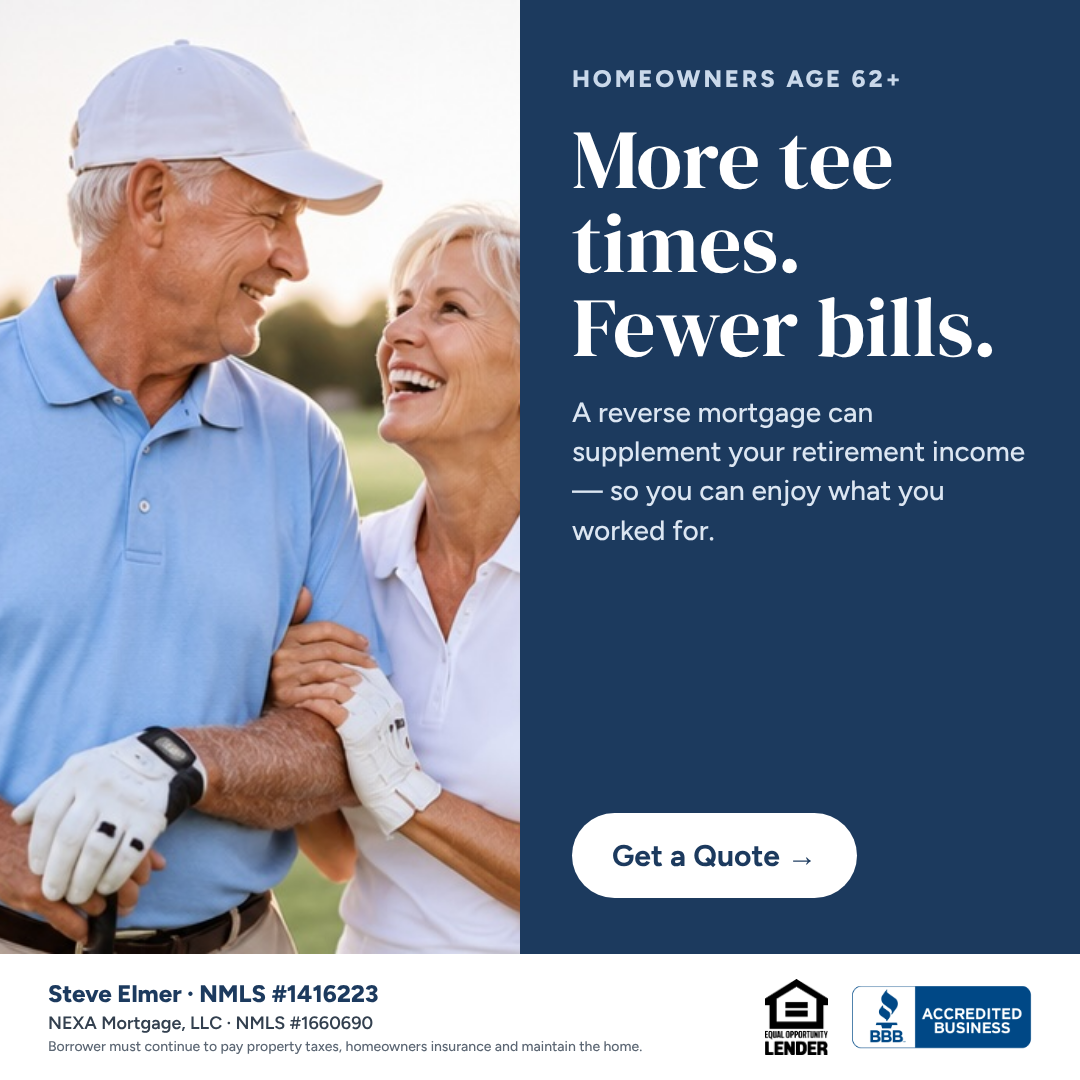 HOMEOWNERS AGE 62+
More tee
times.
Fewer bills.
A reverse mortgage can
supplement your retirement income
— so you can enjoy what you
worked for.
Get a Quote →
Steve Elmer · NMLS #1416223
NEXA Mortgage, LLC · NMLS #1660690
Borrower must continue to pay property taxes, homeowners insurance and maintain the home.
EQUAL OPPORTUNITY
LENDER
BBB
ACCREDITED
BUSINESS